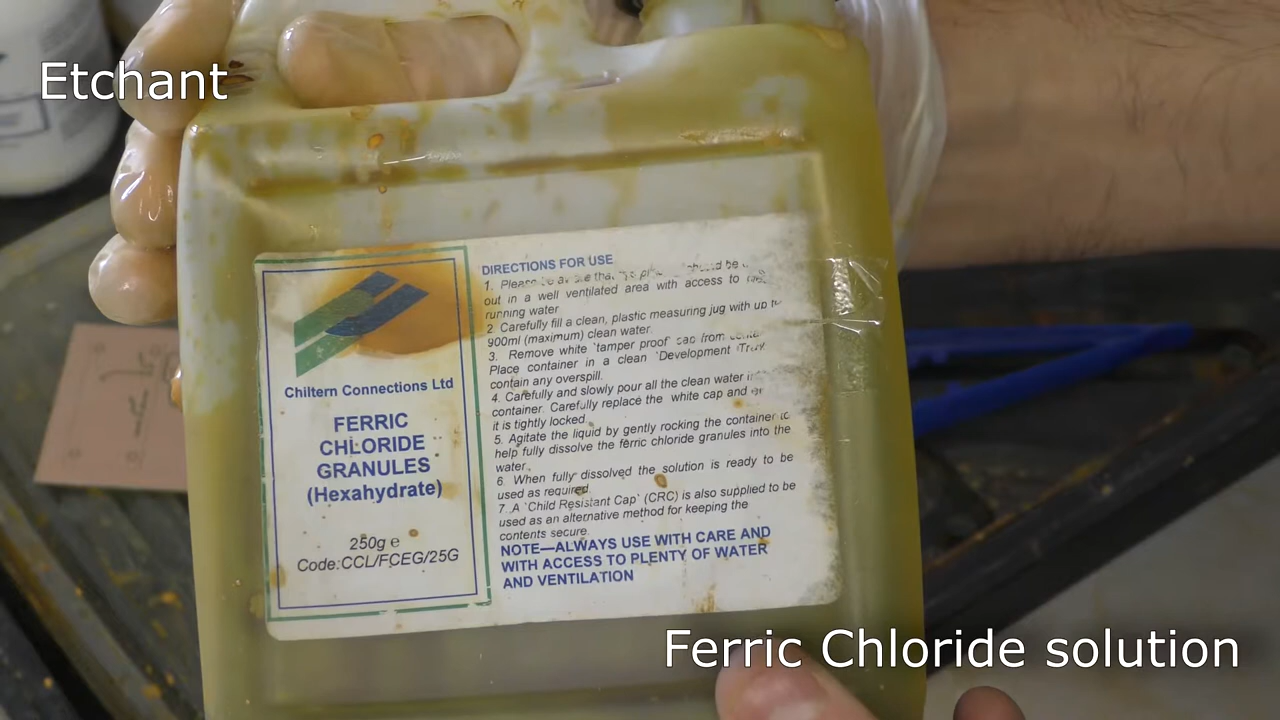 Etchant
Chiltern Connections Ltd
FERRIC
CHLORIDE
GRANULES
(Hexahydrate)
250g e
Code:CCL/FCEG/25G
DIRECTIONS FOR USE
1. Please be
out in a well ventilated area with access to
running water
2. Carefully fill a clean, plastic measuring jug with up to
900ml (maximum) clean water.
3. Remove white 'tamper proof' cap from
Place container in a clean 'Development Tray,
contain any overspill.
4. Carefully and slowly pour all the clean water
container. Carefully replace the white cap and
it is tightly locked.
5. Agitate the liquid by gently rocking the container to
help fully dissolve the ferric chloride granules into the
water.
6. When fully dissolved the solution is ready to be
used as required.
7. A 'Child Resistant Cap' (CRC) is also supplied to be
used as an alternative method for keeping the
contents secure.
NOTE—ALWAYS USE WITH CARE AND
WITH ACCESS TO PLENTY OF WATER
AND VENTILATION
Ferric Chloride solution